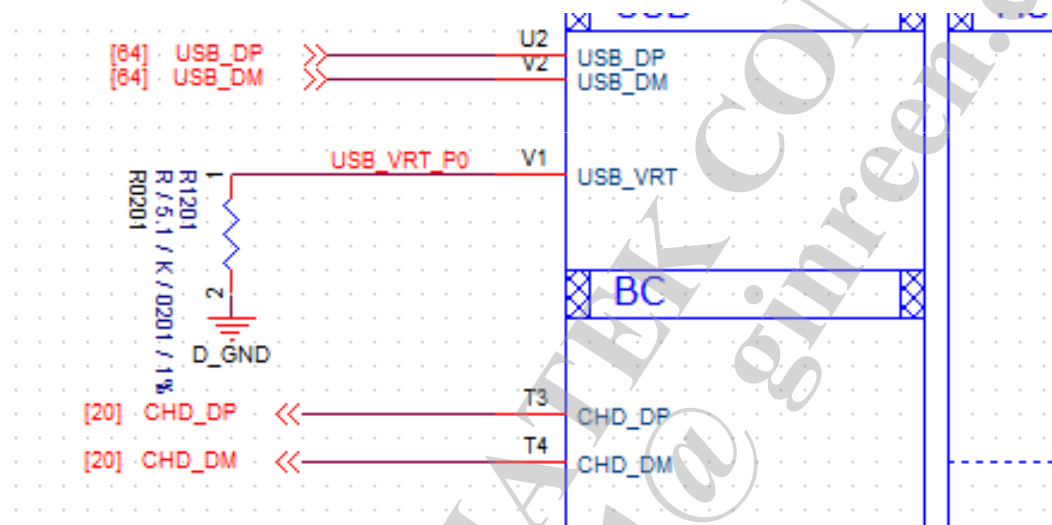 [64] USB_DP
U2
USB_DP
[64] USB_DM
V2
USB_DM
USB_VRT_P0
V1
USB_VRT
1
R1201
R / 5.1 / K / 0201 / 1%
R0201
2
D_GND
BC
[20] CHD_DP
T3
CHD_DP
[20] CHD_DM
T4
CHD_DM